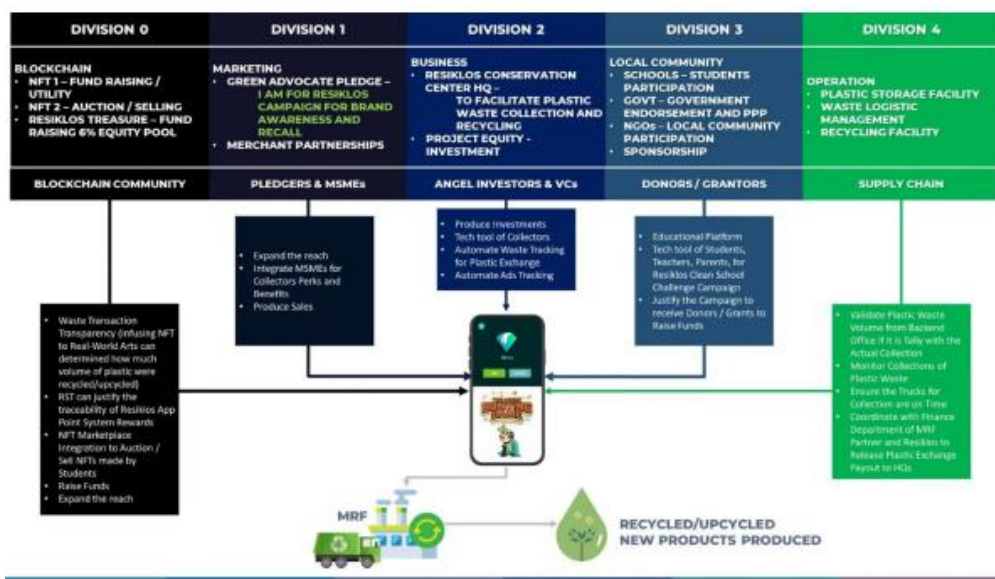 DIVISION 0
DIVISION 1
DIVISION 2
DIVISION 3
DIVISION 4
BLOCKCHAIN
• NFT 1 – FUND RAISING /
UTILITY
• NFT 2 – AUCTION / SELLING
• RESIKLOS TREASURE – FUND
RAISING 6% EQUITY POOL
MARKETING
• GREEN ADVOCATE PLEDGE –
I AM FOR RESIKLOS
CAMPAIGN FOR BRAND
AWARENESS AND
RECALL
• MERCHANT PARTNERSHIPS
BUSINESS
• RESIKLOS CONSERVATION
CENTER HQ –
TO FACILITATE PLASTIC
WASTE COLLECTION AND
RECYCLING
• PROJECT EQUITY -
INVESTMENT
LOCAL COMMUNITY
• SCHOOLS – STUDENTS
PARTICIPATION
• GOVT – GOVERNMENT
ENDORSEMENT AND PPP
• NGOs – LOCAL COMMUNITY
PARTICIPATION
• SPONSORSHIP
OPERATION
• PLASTIC STORAGE FACILITY
• WASTE LOGISTIC
MANAGEMENT
• RECYCLING FACILITY
BLOCKCHAIN COMMUNITY
PLEDGERS & MSMEs
ANGEL INVESTORS & VCs
DONORS / GRANTORS
SUPPLY CHAIN
• Waste Transaction
Transparency (Infusing NFT
to Real-World Arts can
determined how much
volume of plastic were
recycled/upcycled)
• RST can justify the
traceability of Resiklos App
Point System Rewards
• NFT Marketplace
Integration to Auction /
Sell NFTs made by
Students
• Raise Funds
• Expand the reach
• Expand the reach
• Integrate MSMEs for
Collectors Perks and
Benefits
• Produce Sales
• Produce Investments
• Tech tool of Collectors
• Automate Waste Tracking
for Plastic Exchange
• Automate Ads Tracking
• Educational Platform
• Tech tool of Students,
Teachers, Parents, for
Resiklos Clean School
Challenge Campaign
• Justify the Campaign to
receive Donors / Grants to
Raise Funds
• Validate Plastic Waste
Volume from Backend
Office if it is Tally with the
Actual Collection
• Monitor Collections of
Plastic Waste
• Ensure the Trucks for
Collection are on Time
• Coordinate with Finance
Department of MRF
Partner and Resiklos to
Release Plastic Exchange
Payout to HQs
MRF
RECYCLED/UPCYCLED
NEW PRODUCTS PRODUCED